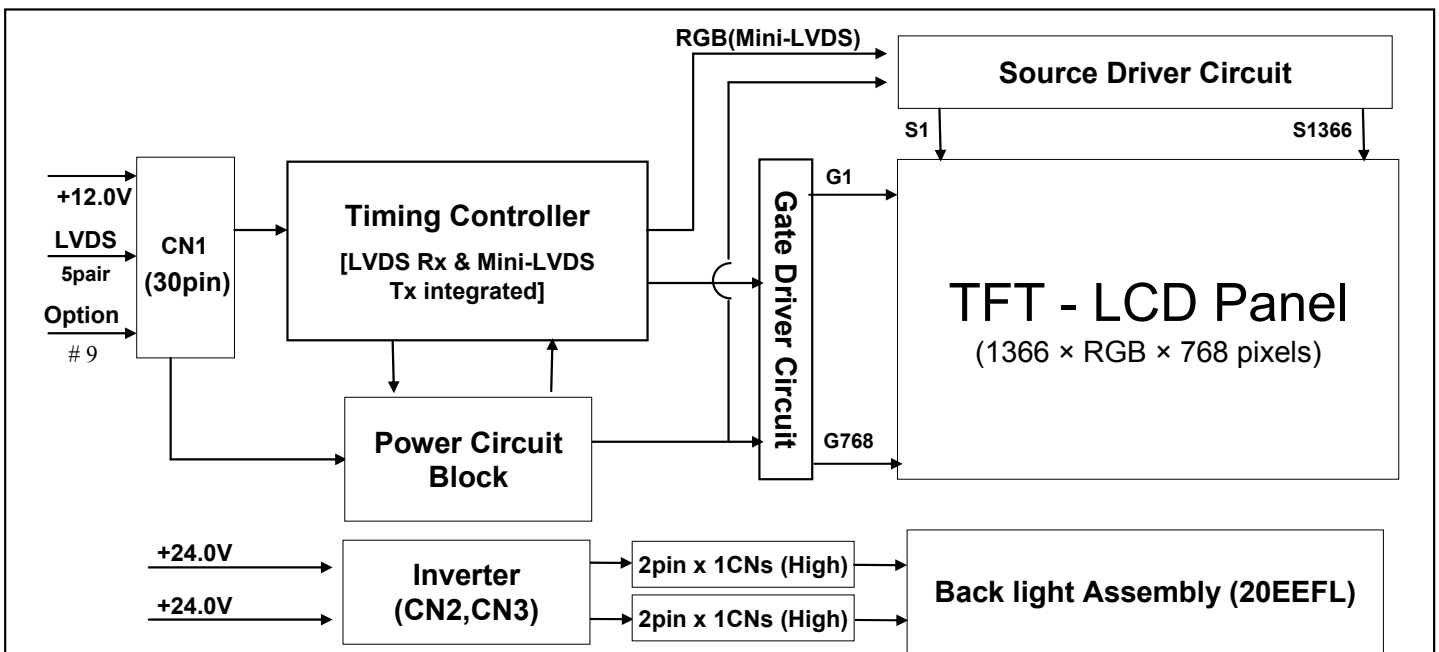 RGB(Mini-LVDS)
Source Driver Circuit
S1
S1366
+12.0V
LVDS
5pair
Option
# 9
CN1
(30pin)
Timing Controller
[LVDS Rx & Mini-LVDS
Tx integrated]
Gate Driver Circuit
G1
G768
TFT - LCD Panel
(1366 × RGB × 768 pixels)
Power Circuit
Block
+24.0V
+24.0V
Inverter
(CN2,CN3)
2pin x 1CNs (High)
2pin x 1CNs (High)
Back light Assembly (20EEFL)